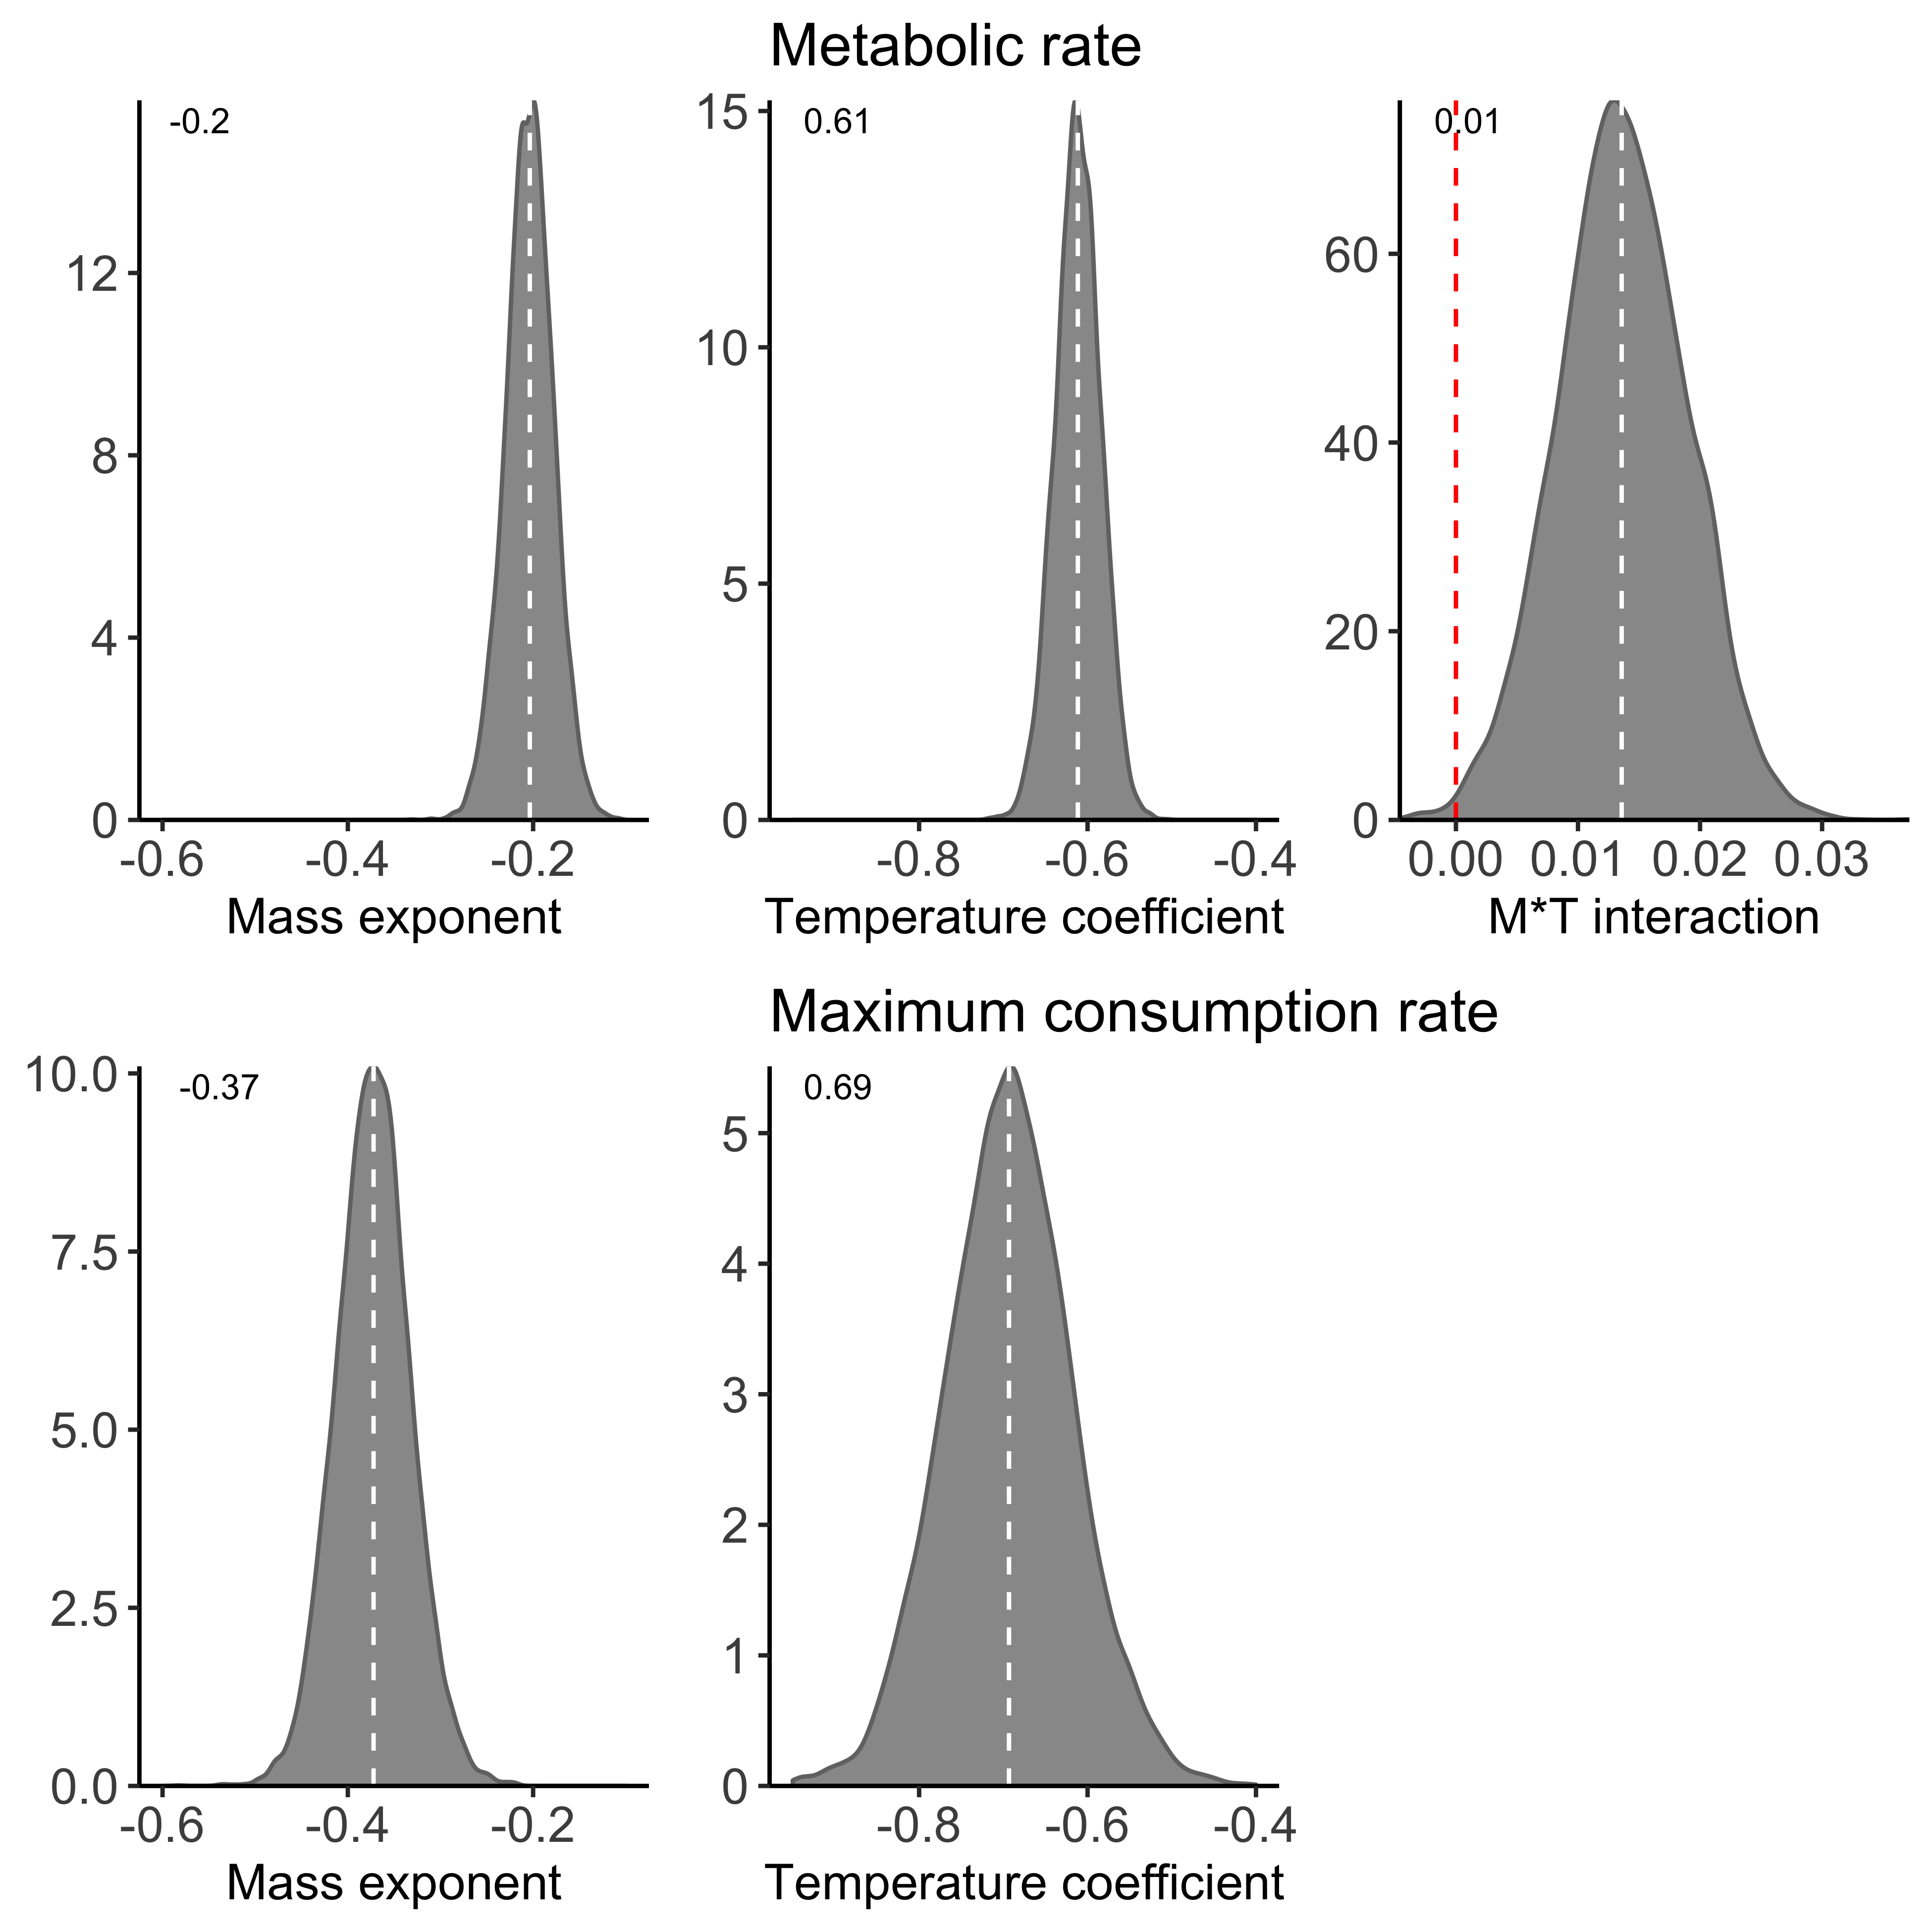 Metabolic rate
-0.2
12
8
4
0
-0.6 -0.4 -0.2
Mass exponent
0.61
15
10
5
0
-0.8 -0.6 -0.4
Temperature coefficient
0.01
60
40
20
0
0.00 0.01 0.02 0.03
M*T interaction
Maximum consumption rate
-0.37
10.0
7.5
5.0
2.5
0.0
-0.6 -0.4 -0.2
Mass exponent
0.69
5
4
3
2
1
0
-0.8 -0.6 -0.4
Temperature coefficient